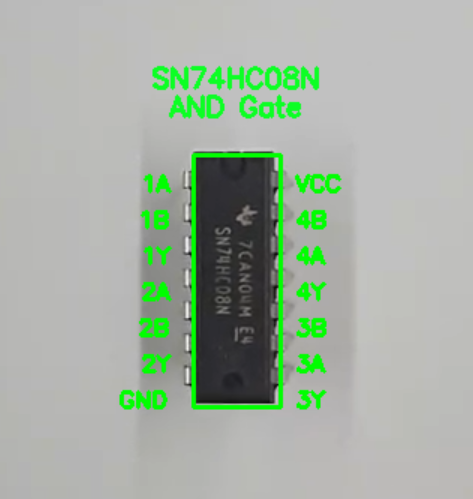 SN74HC08N
AND Gate
1A
VCC
1B
4B
1Y
4A
2A
4Y
2B
3B
2Y
3A
GND
3Y
7CAN04M E4
SN74HC08N